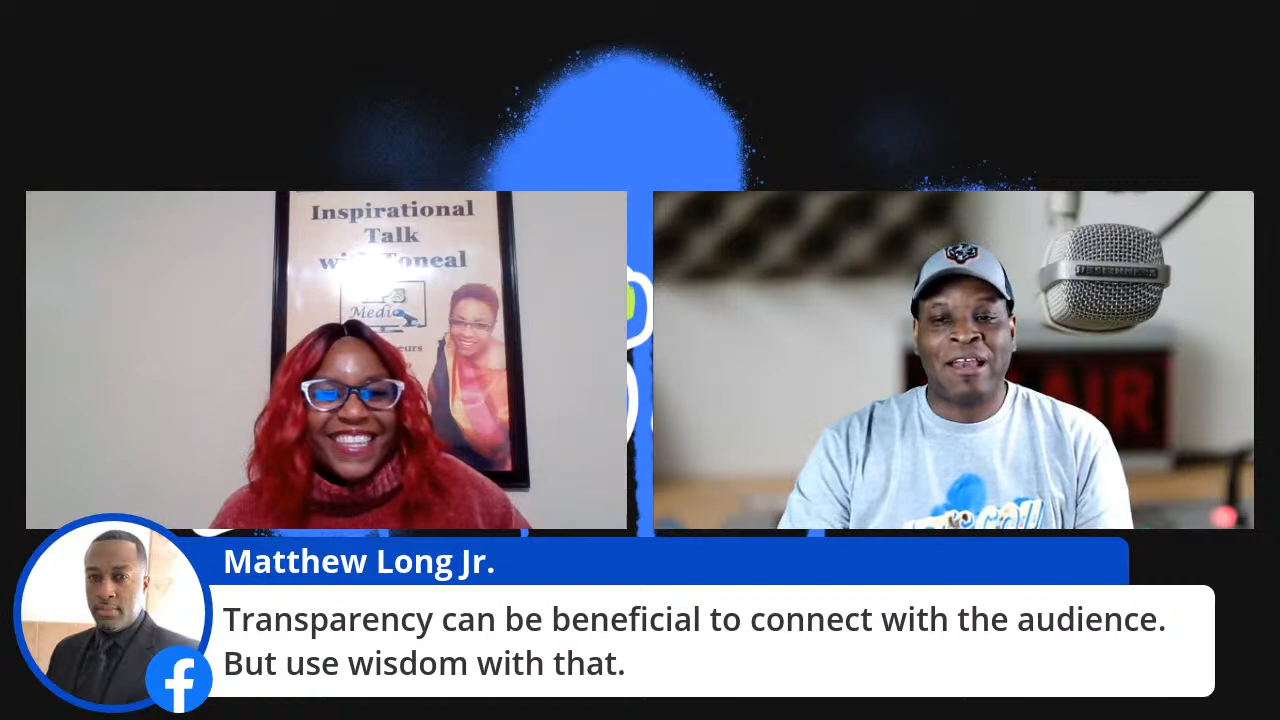 Inspirational
Talk
Toneal
Media
AIR
Matthew Long Jr.
Transparency can be beneficial to connect with the audience.
But use wisdom with that.